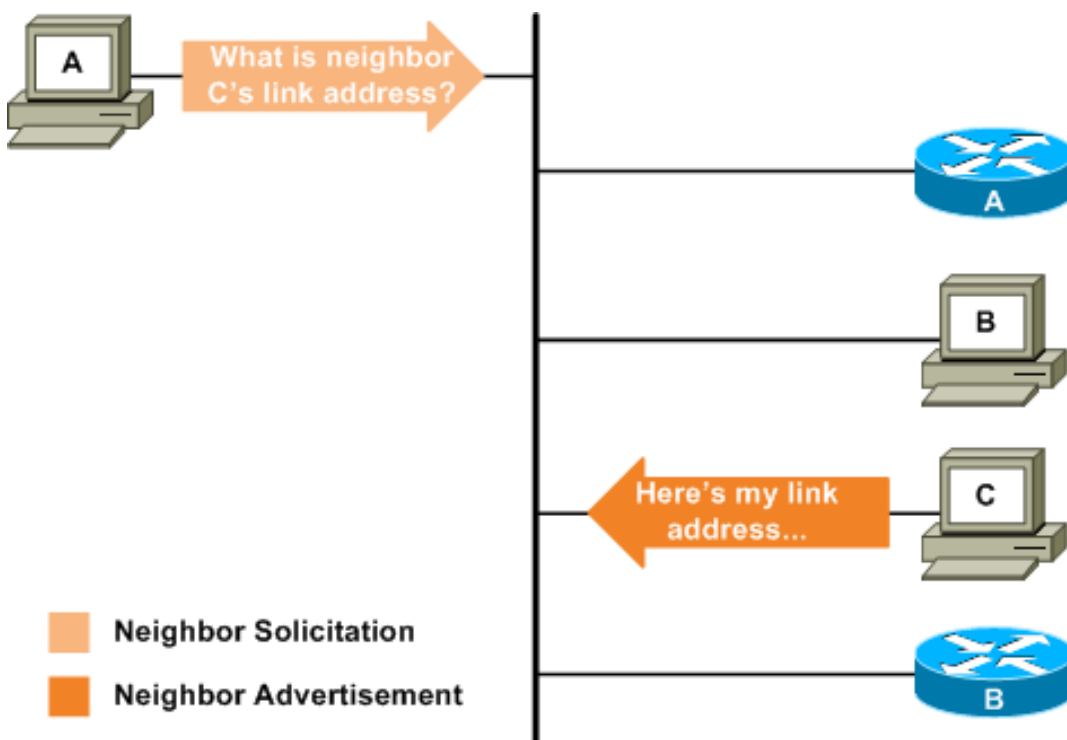 A
What is neighbor
C's link address?
A
B
Here's my link
address...
C
Neighbor Solicitation
Neighbor Advertisement
B